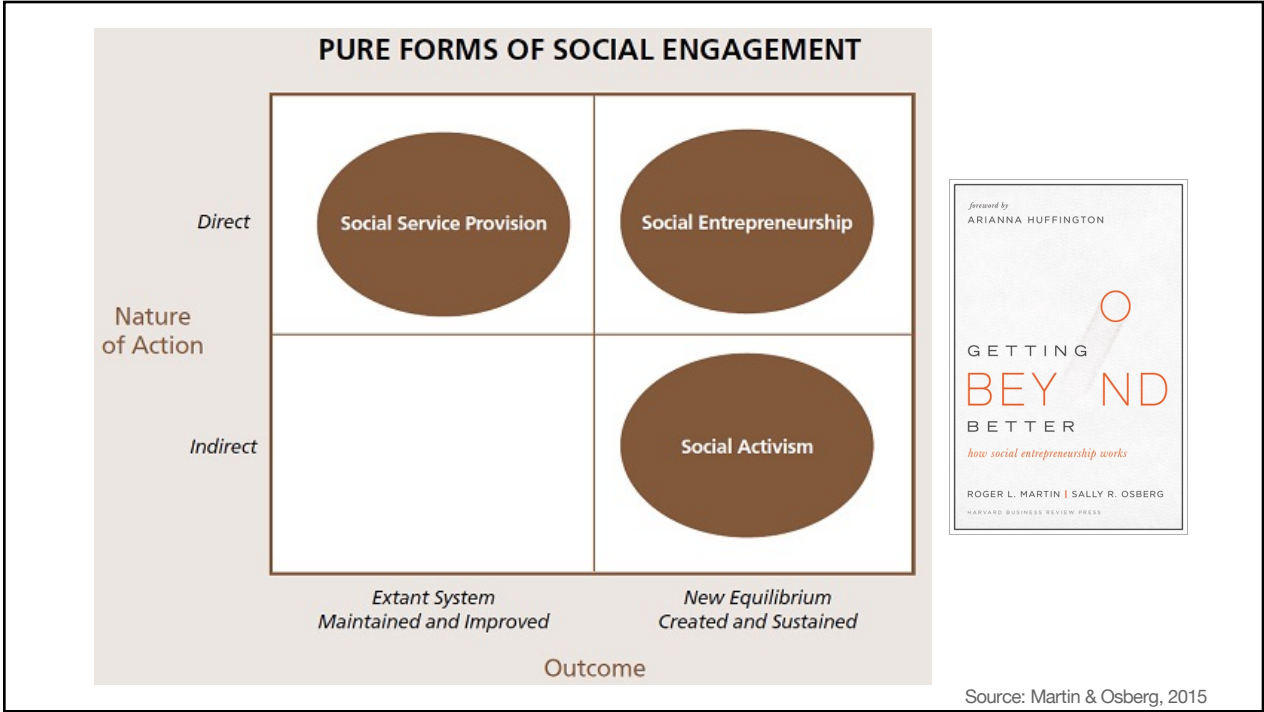 PURE FORMS OF SOCIAL ENGAGEMENT
Direct
Social Service Provision
Social Entrepreneurship
Nature
of Action
Indirect
Social Activism
Extant System
Maintained and Improved
New Equilibrium
Created and Sustained
Outcome
foreword by
ARIANNA HUFFINGTON
GETTING
BEYOND
BETTER
how social entrepreneurship works
ROGER L. MARTIN | SALLY R. OSBERG
HARVARD BUSINESS REVIEW PRESS
Source: Martin & Osberg, 2015